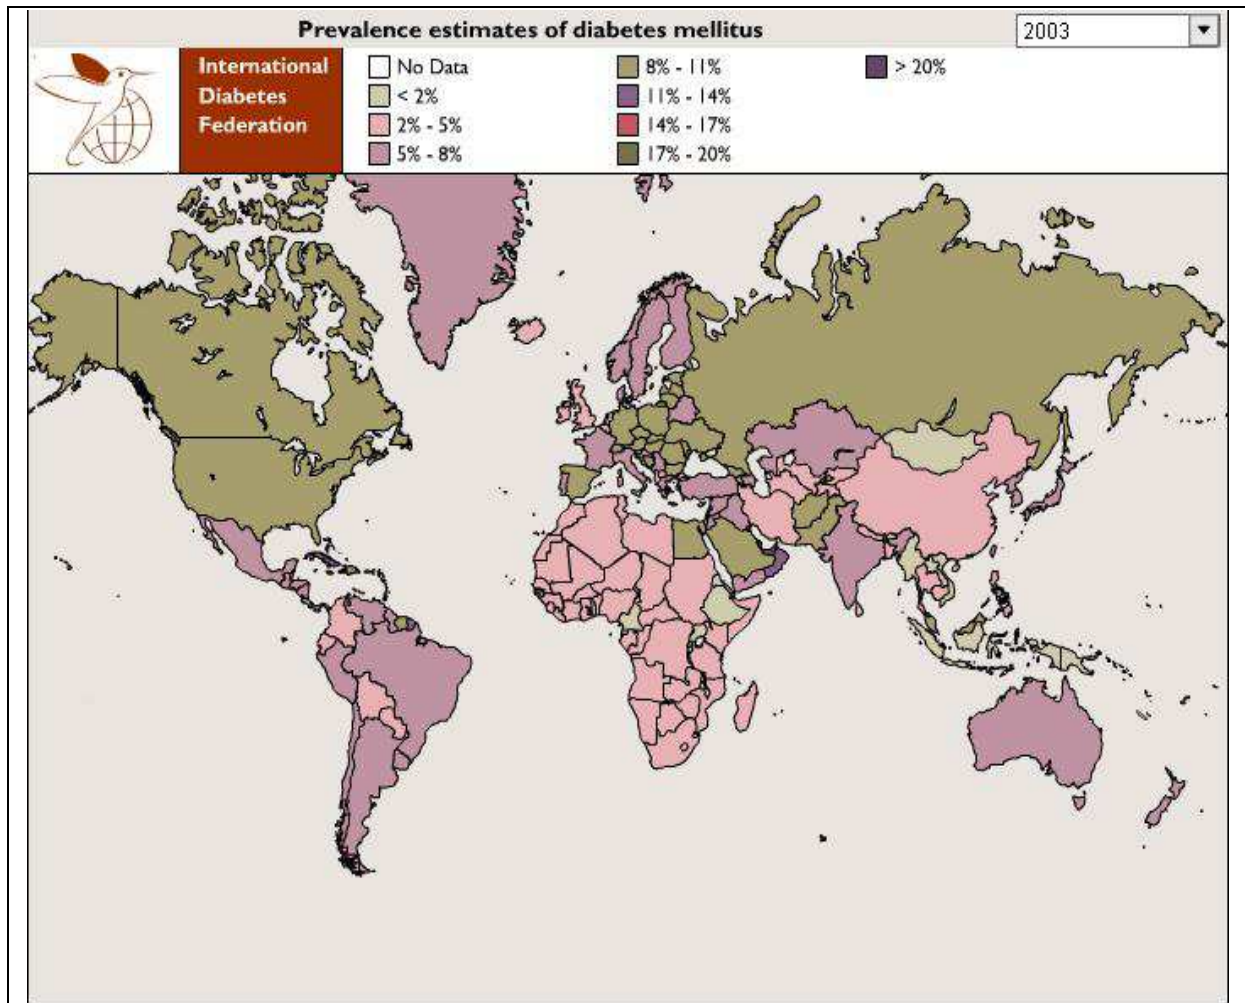 Prevalence estimates of diabetes mellitus
2003
International
Diabetes
Federation
No Data
< 2%
2% - 5%
5% - 8%
8% - 11%
11% - 14%
14% - 17%
17% - 20%
> 20%